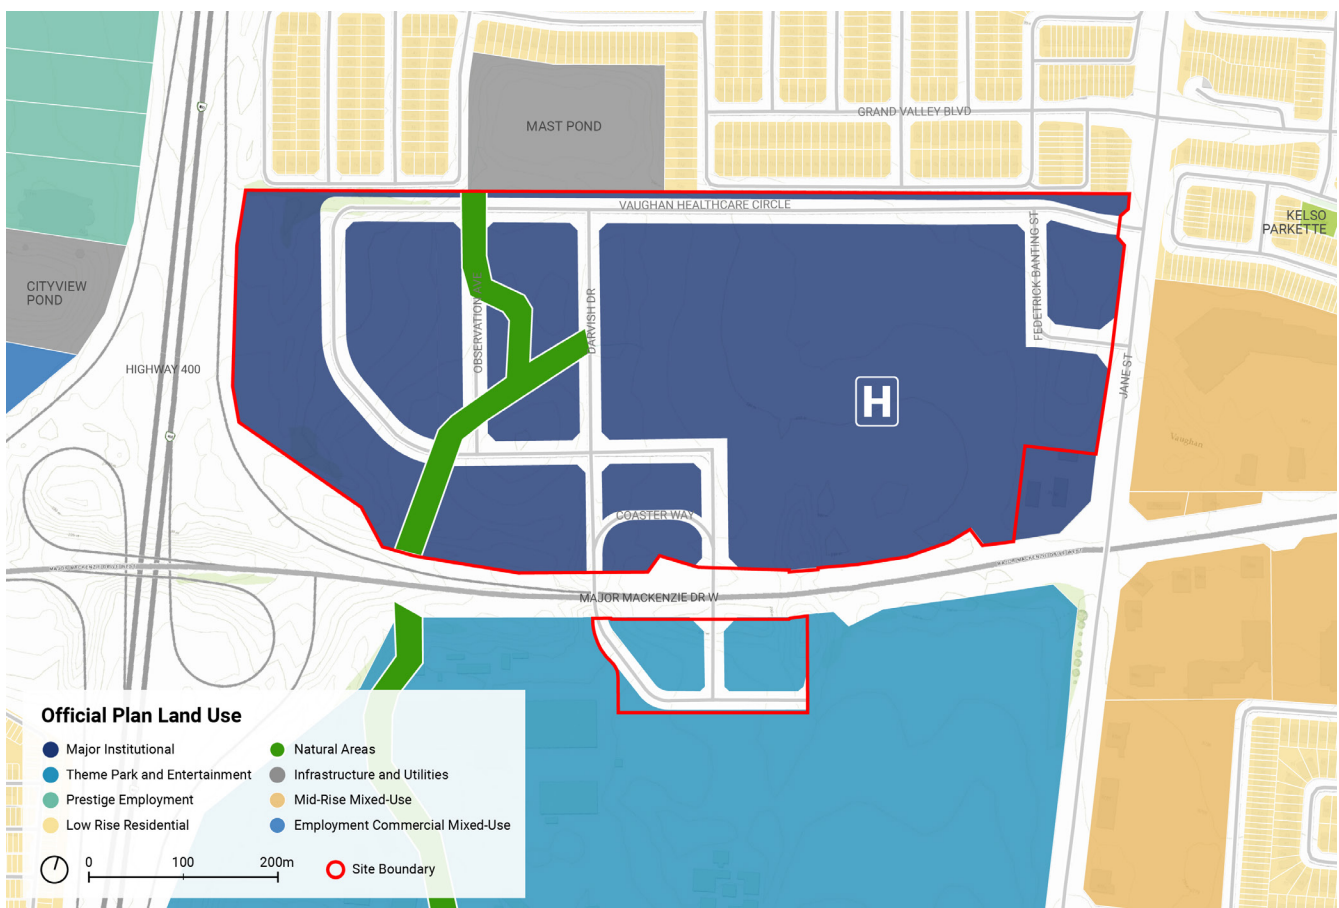 MAST POND
GRAND VALLEY BLVD
VAUGHAN HEALTHCARE CIRCLE
KELSO
PARKETTE
CITYVIEW
POND
OBSERVATION AVE
DARVISH DR
FEDETRICK BANTING ST
HIGHWAY 400
JANE ST
H
Vaughan
COASTER WAY
MAJOR MACKENZIE DR W
Official Plan Land Use
Major Institutional
Natural Areas
Theme Park and Entertainment
Infrastructure and Utilities
Prestige Employment
Mid-Rise Mixed-Use
Low Rise Residential
Employment Commercial Mixed-Use
0 100 200m
Site Boundary